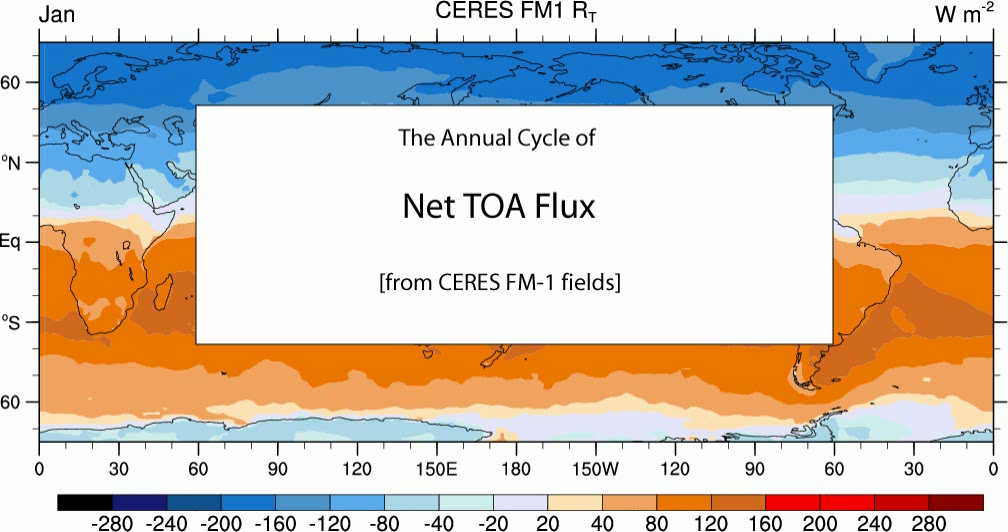 Jan CERES FM1 R_T W m-2
The Annual Cycle of
Net TOA Flux
[from CERES FM-1 fields]
60
°N
Eq
°S
60
0 30 60 90 120 150E 180 150W 120 90 60 30 0
-280 -240 -200 -160 -120 -80 -40 -20 20 40 80 120 160 200 240 280